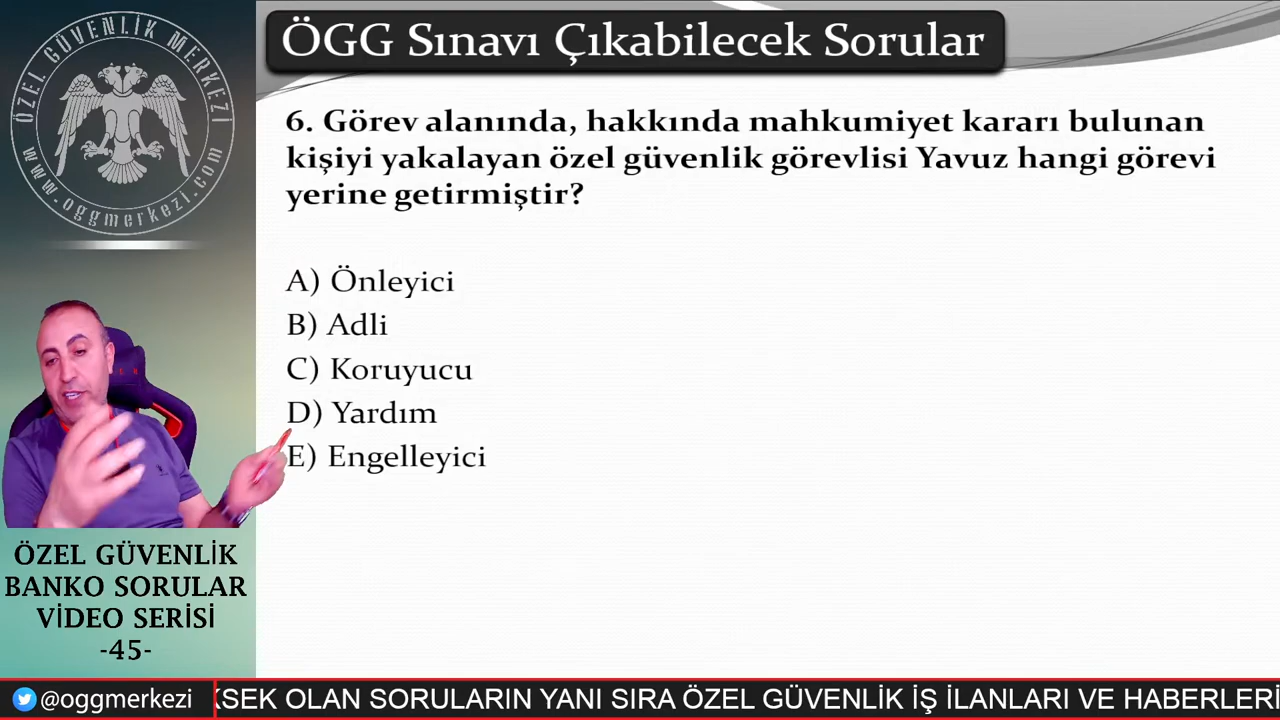 ÖGG Sınavı Çıkabilecek Sorular
ÖZEL GÜVENLİK MERKEZİ
www.oggmerkezi.com
6. Görev alanında, hakkında mahkumiyet kararı bulunan
kişiyi yakalayan özel güvenlik görevlisi Yavuz hangi görevi
yerine getirmiştir?
A) Önleyici
B) Adli
C) Koruyucu
D) Yardım
E) Engelleyici
ÖZEL GÜVENLİK
BANKO SORULAR
VİDEO SERİSİ
-45-
@oggmerkezi
KSEK OLAN SORULARIN YANI SIRA ÖZEL GÜVENLİK İŞ İLANLARI VE HABERLERİ